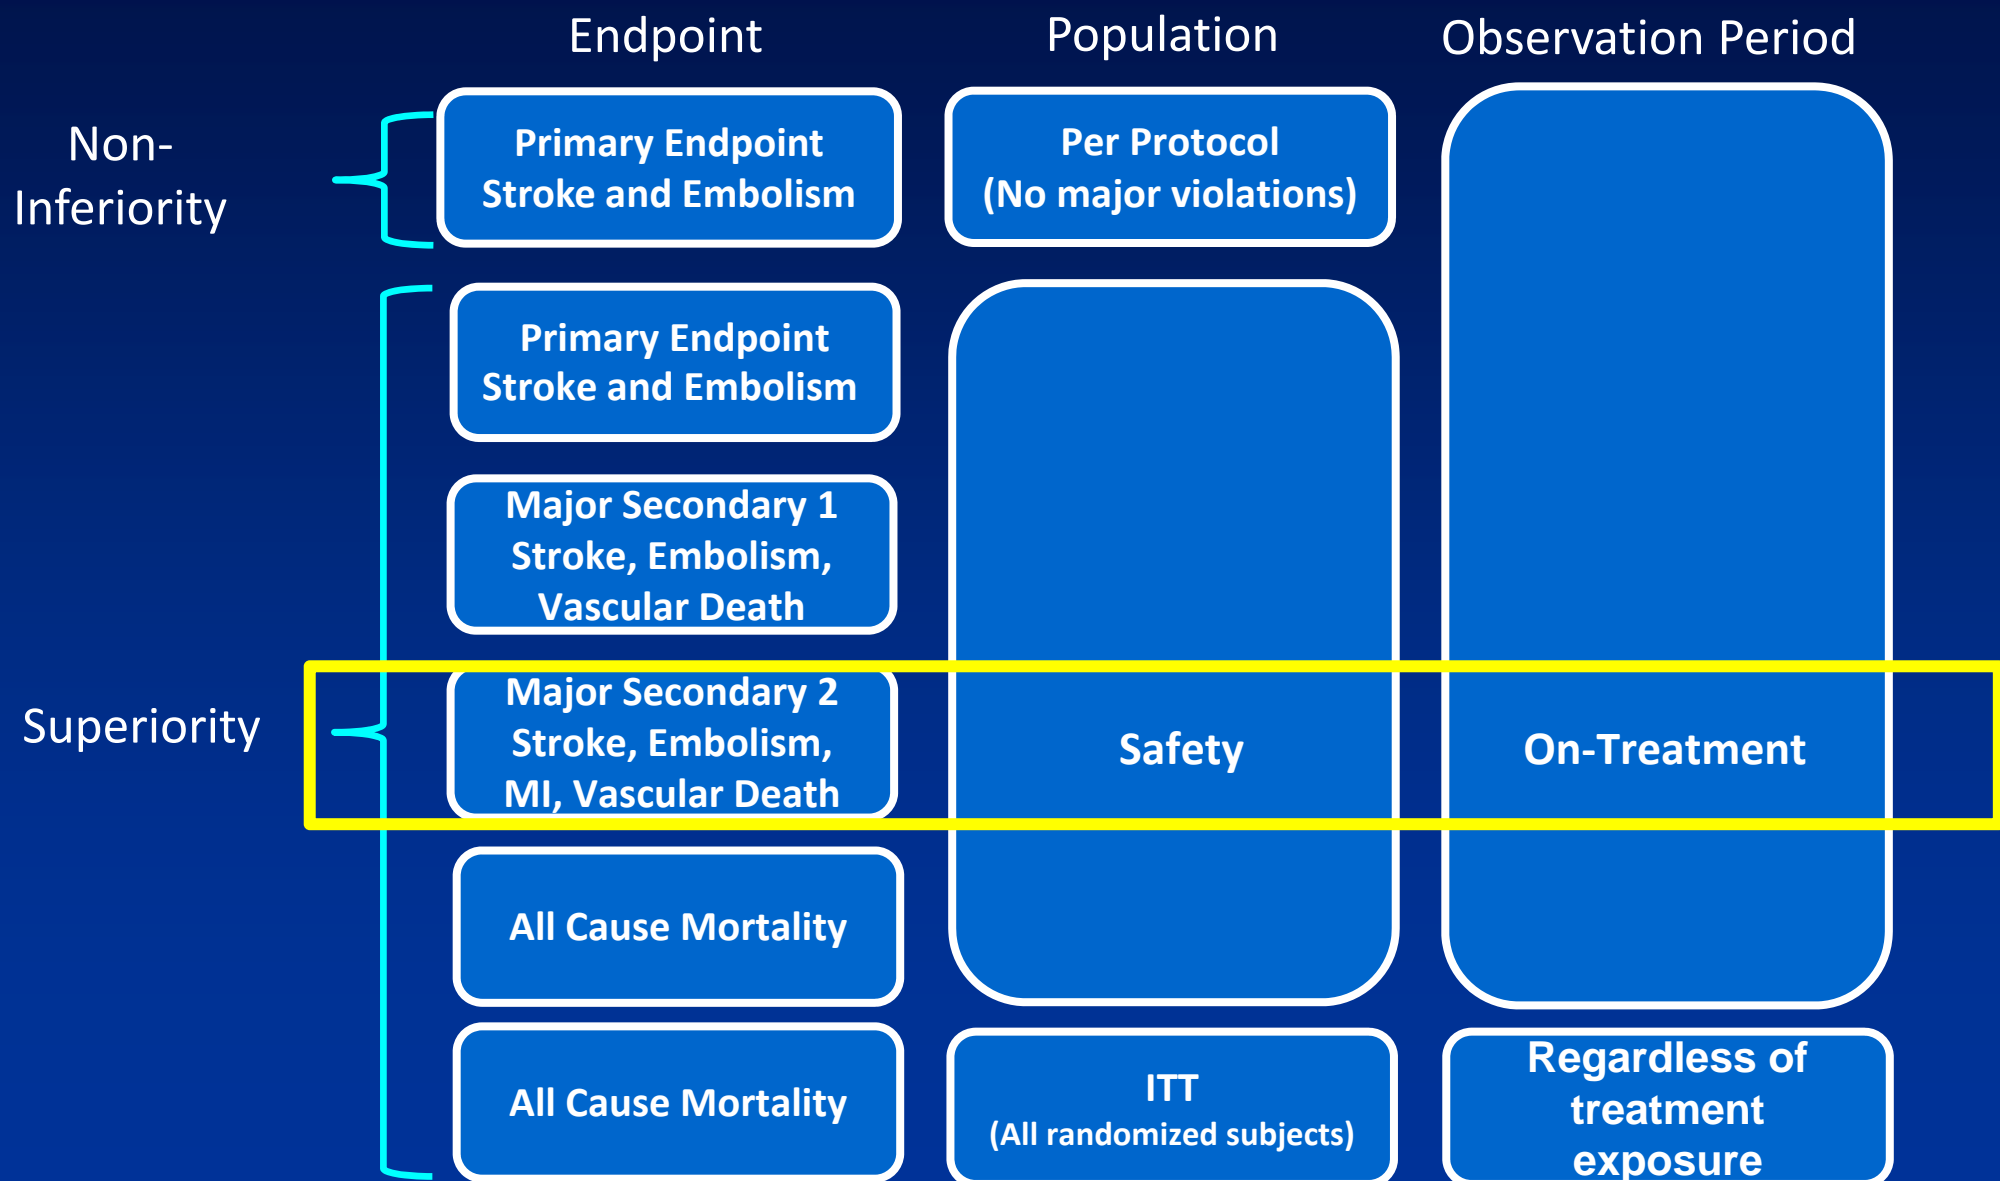 Endpoint
Population
Observation Period
Non-
Inferiority
Primary Endpoint
Stroke and Embolism
Per Protocol
(No major violations)
Primary Endpoint
Stroke and Embolism
Major Secondary 1
Stroke, Embolism,
Vascular Death
Superiority
Major Secondary 2
Stroke, Embolism,
MI, Vascular Death
Safety
On-Treatment
All Cause Mortality
All Cause Mortality
ITT
(All randomized subjects)
Regardless of
treatment
exposure